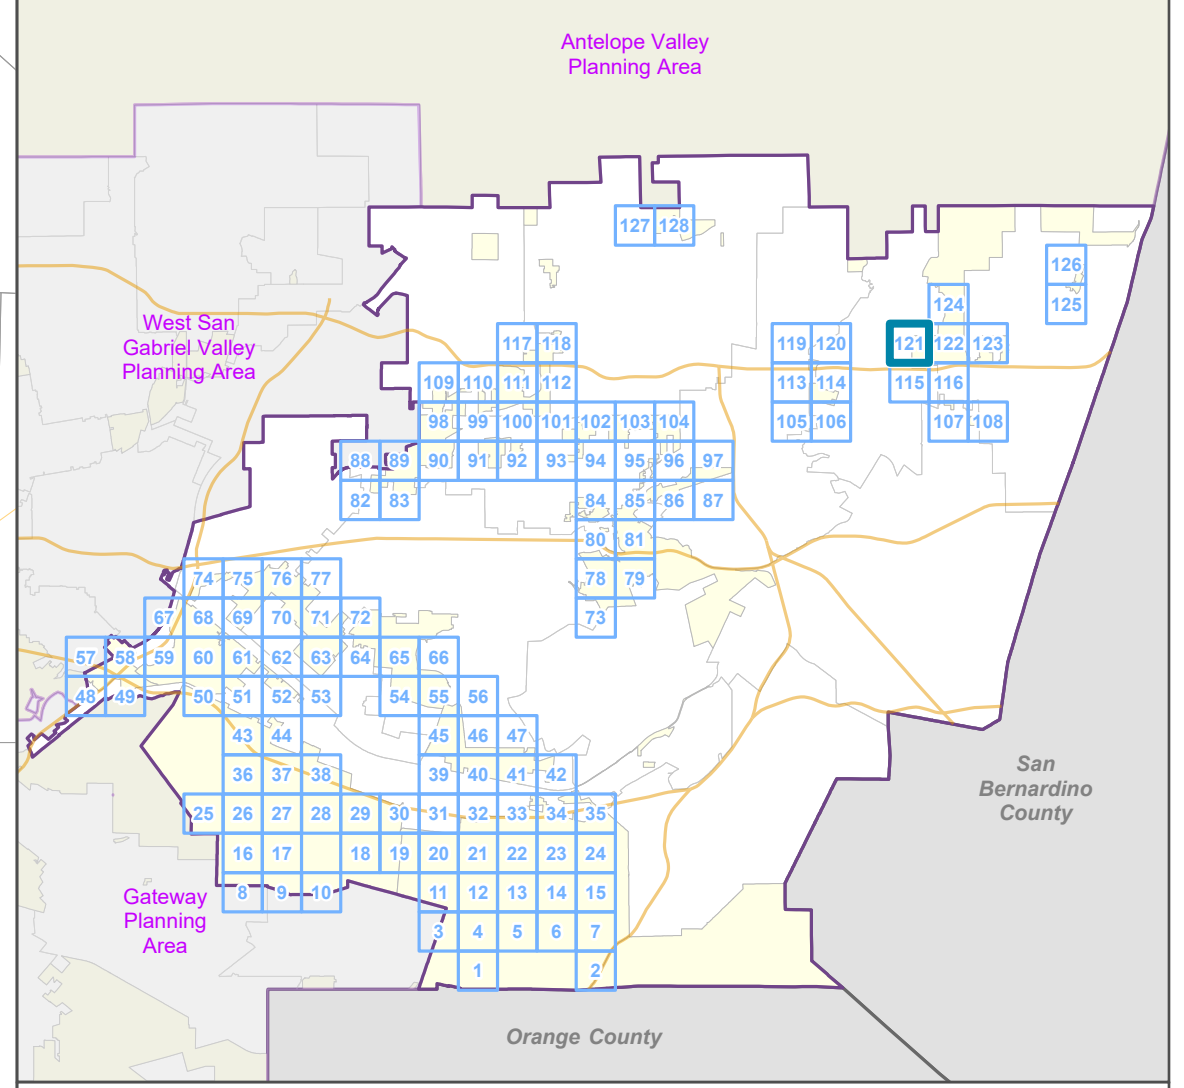 Antelope Valley
Planning Area
127 128
126
124 125
West San
Gabriel Valley
Planning Area
117 118 119 120 121 122 123
109 110 111 112 113 114 115 116
98 99 100 101 102 103 104 105 106 107 108
88 89 90 91 92 93 94 95 96 97
82 83 84 85 86 87
80 81
74 75 76 77 78 79
67 68 69 70 71 72 73
57 58 59 60 61 62 63 64 65 66
48 49 50 51 52 53 54 55 56
43 44 45 46 47
36 37 38 39 40 41 42
San
Bernardino
County
25 26 27 28 29 30 31 32 33 34 35
16 17 18 19 20 21 22 23 24
8 9 10 11 12 13 14 15
Gateway
Planning
Area
3 4 5 6 7
1 2
Orange County